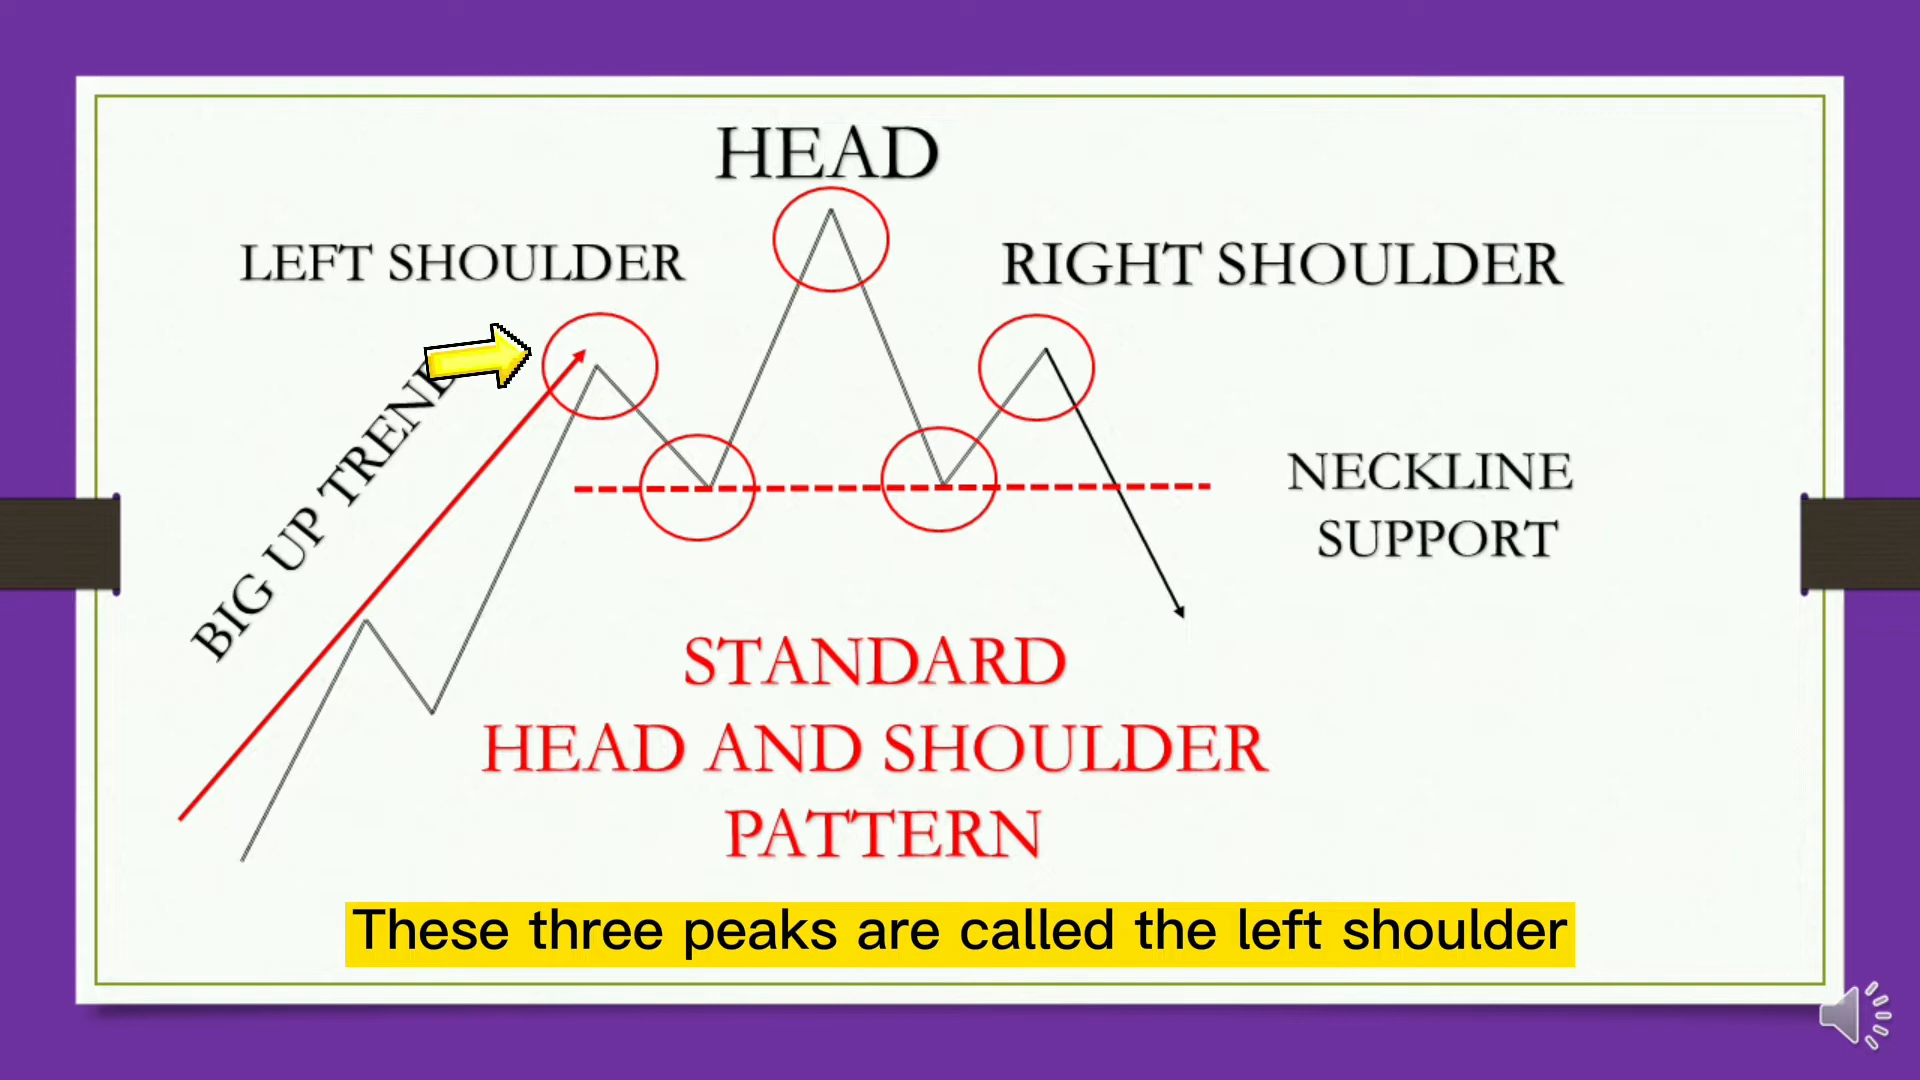 HEAD
LEFT SHOULDER
RIGHT SHOULDER
BIG UP TREND
NECKLINE
SUPPORT
STANDARD
HEAD AND SHOULDER
PATTERN
These three peaks are called the left shoulder